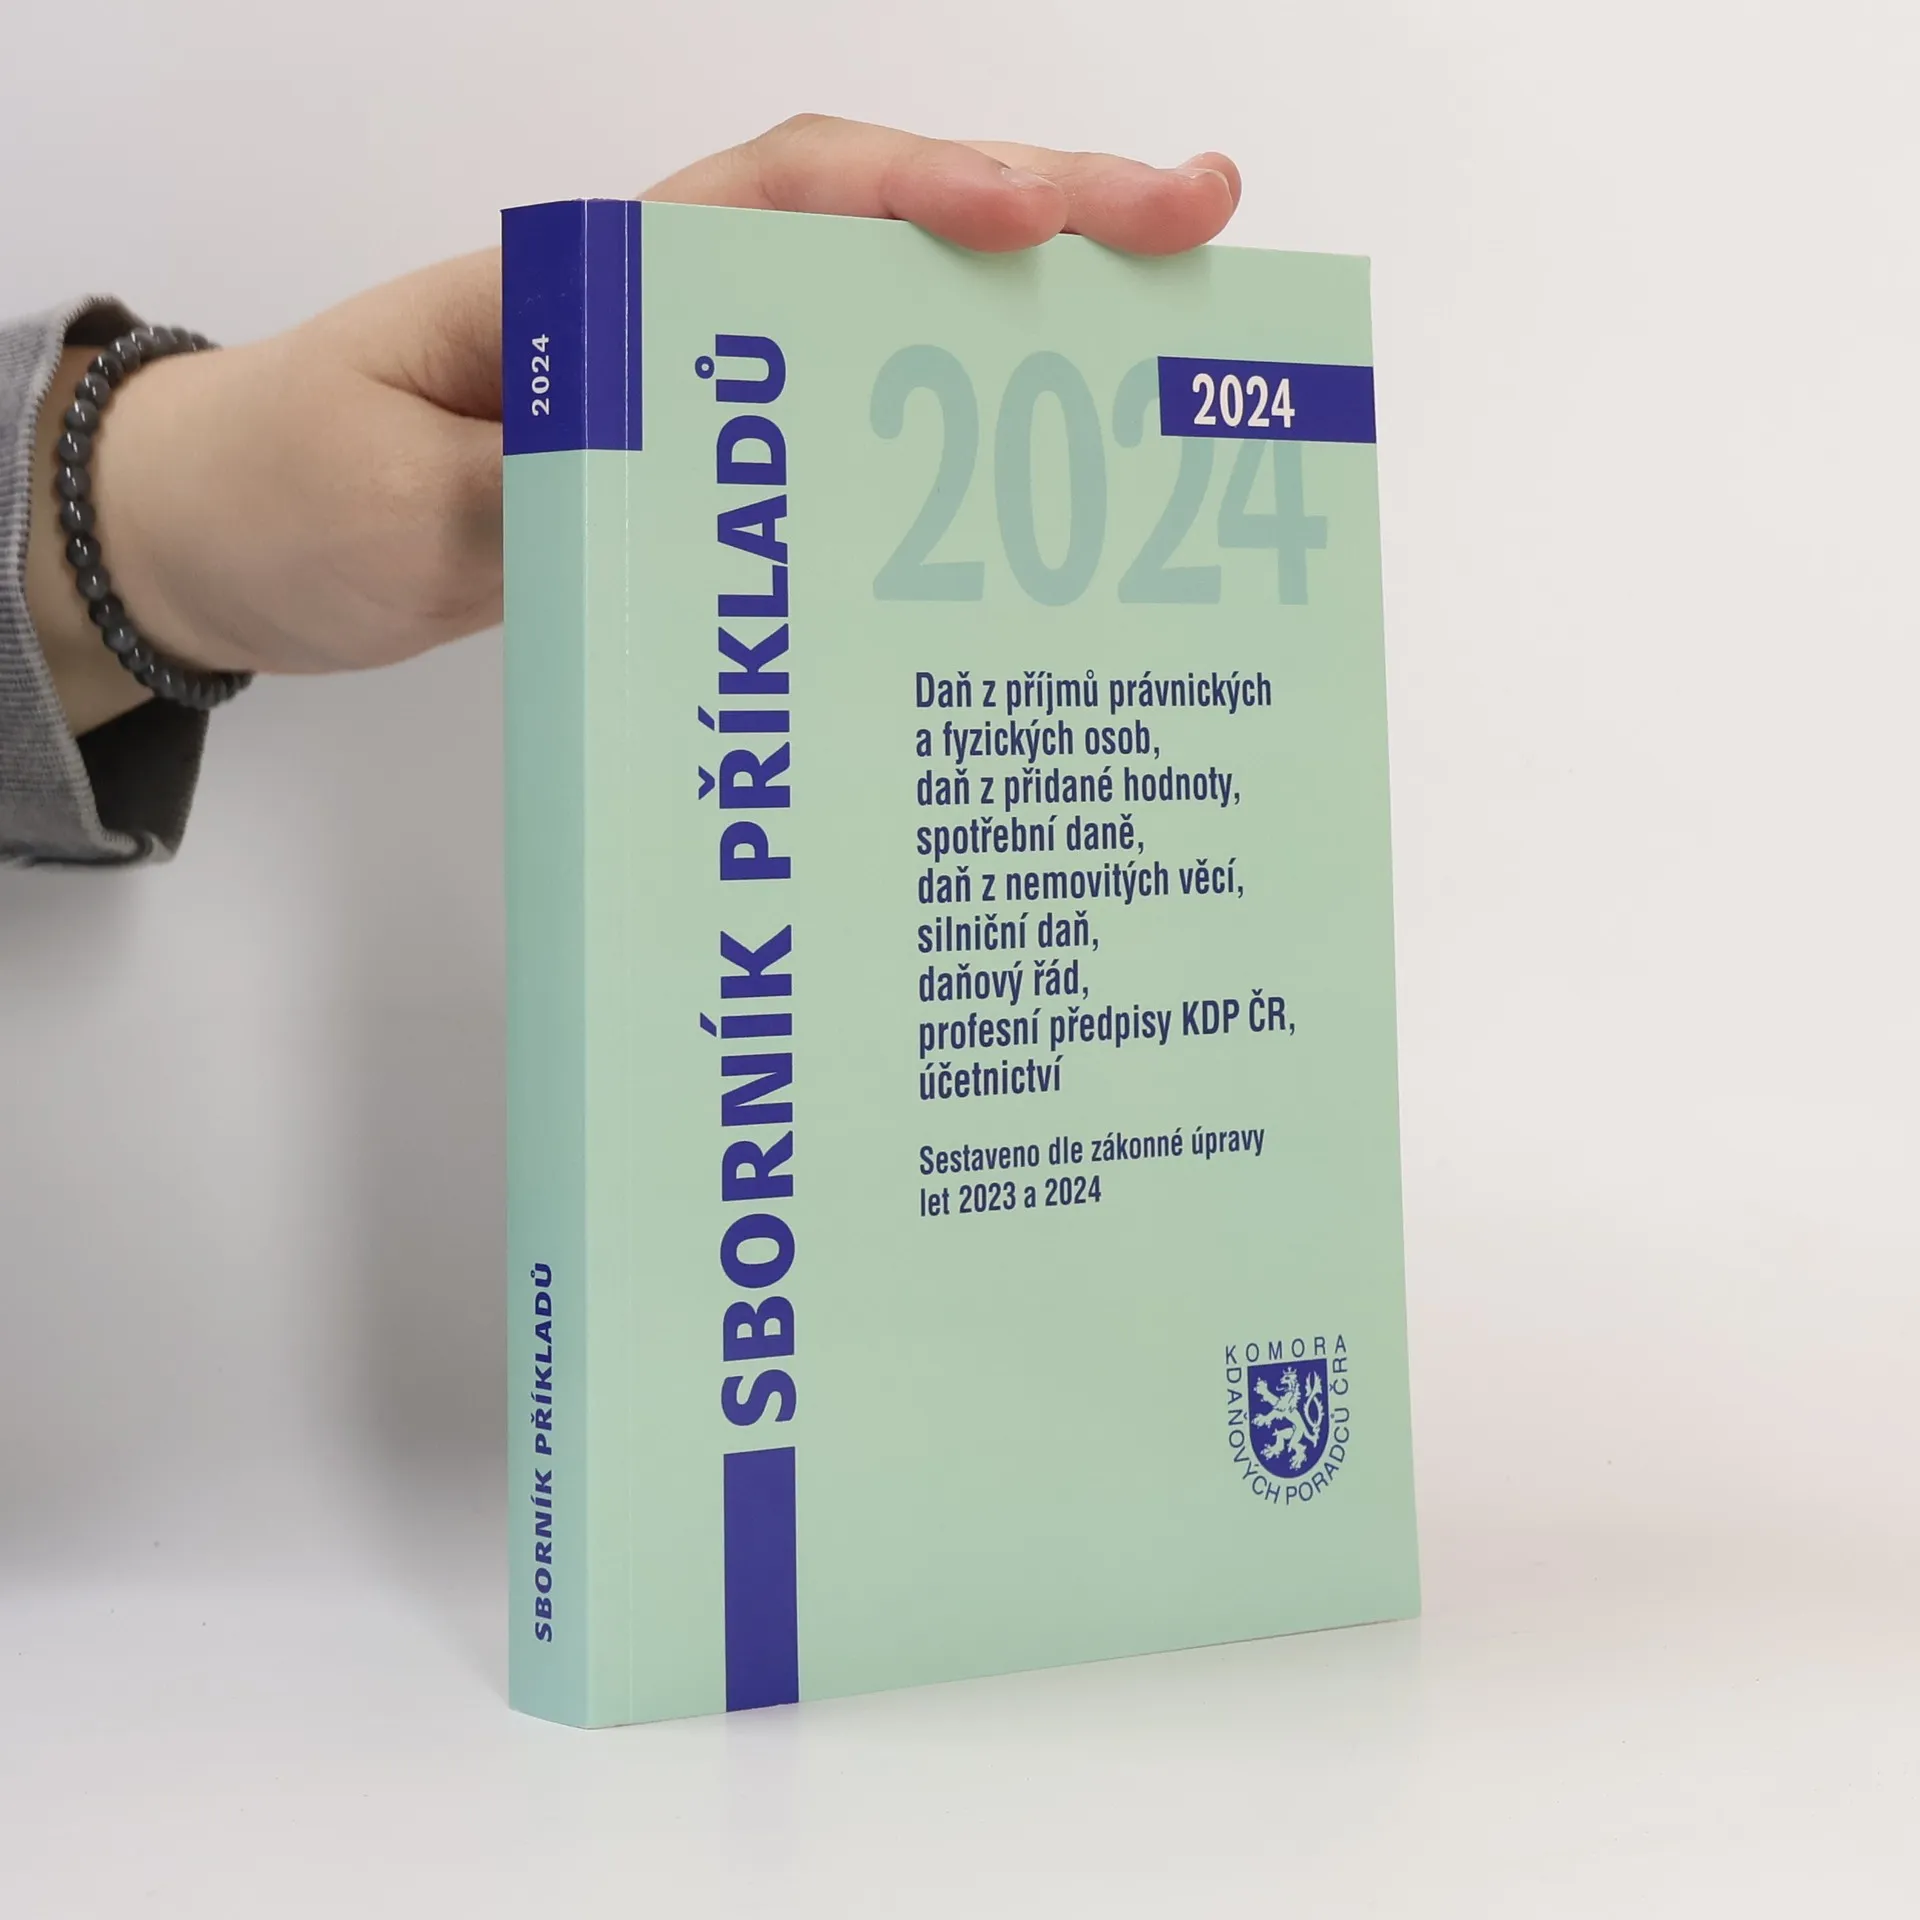 2024
SBORNÍK PŘÍKLADŮ
SBORNÍK PŘÍKLADŮ
2024
2024
Daň z příjmů právnických
a fyzických osob,
daň z přidané hodnoty,
spotřební daně,
daň z nemovitých věcí,
silniční daň,
daňový řád,
profesní předpisy KDP ČR,
účetnictví
Sestaveno dle zákonné úpravy
let 2023 a 2024
KOMORA
DAŇOVÝCH PORADCŮ ČR